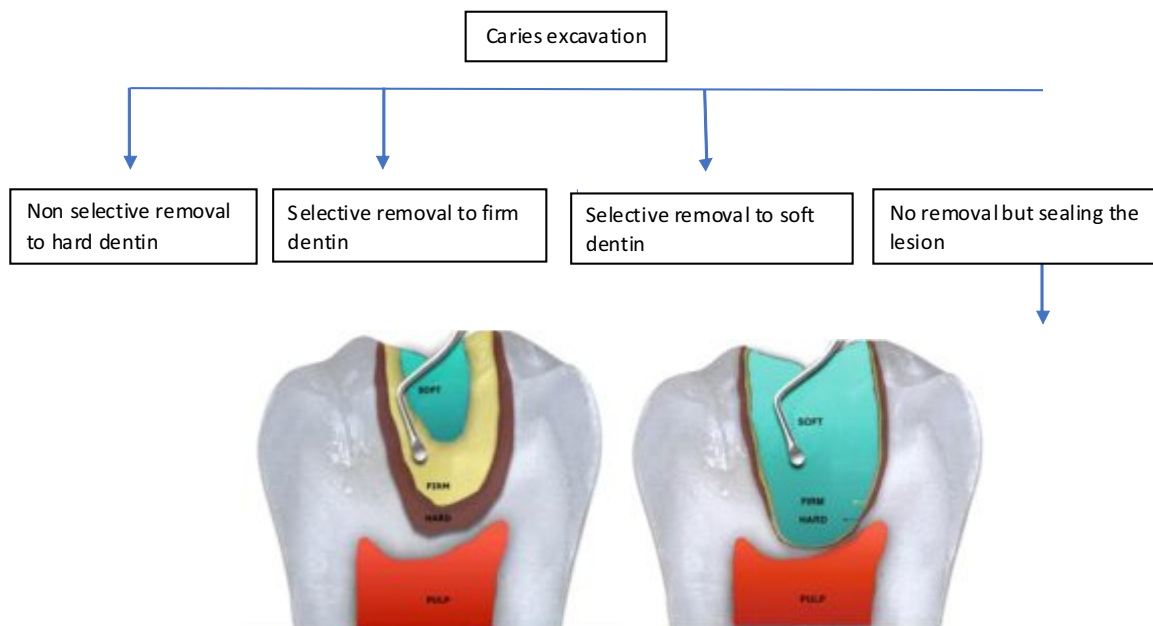 Caries excavation
Non selective removal
to hard dentin
Selective removal to firm
dentin
Selective removal to soft
dentin
No removal but sealing the
lesion
SOFT
FIRM
HARD
PULP
SOFT
FIRM
HARD
PULP